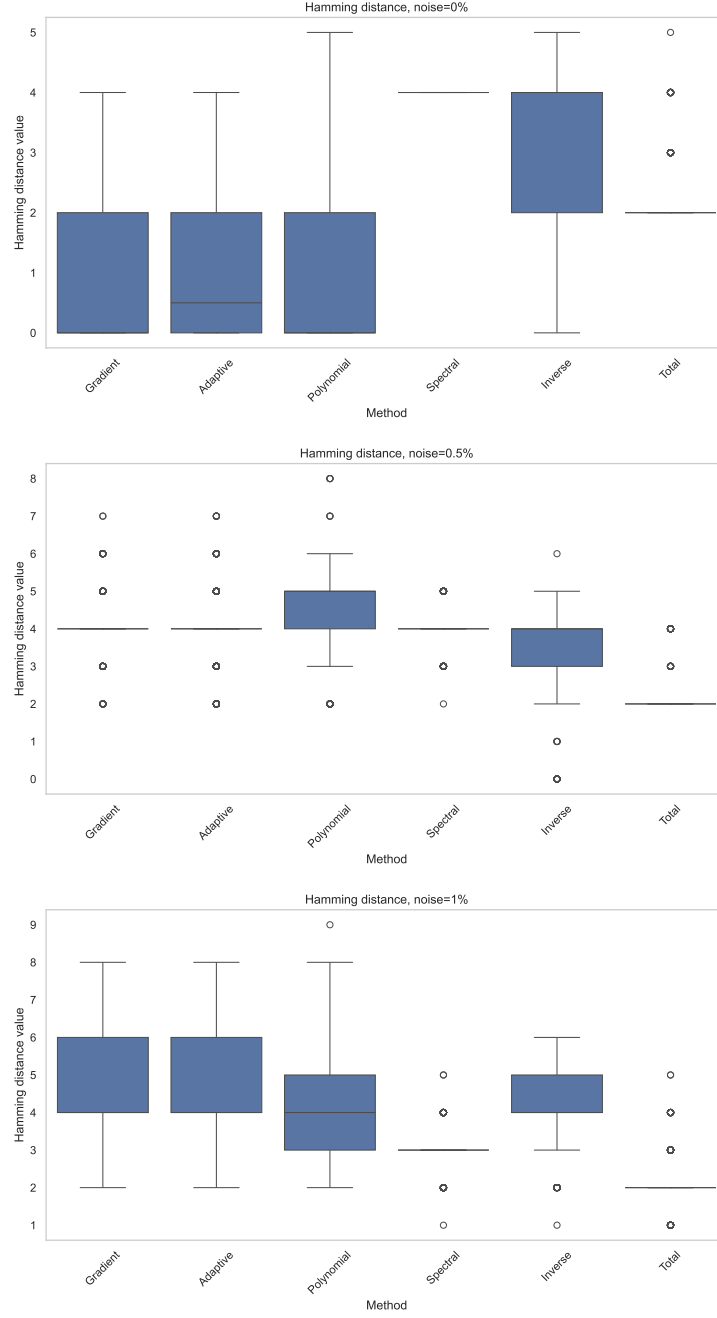 Hamming distance, noise=0%
Hamming distance value
5
4
3
2
1
0
Gradient
Adaptive
Polynomial
Spectral
Inverse
Total
Method
Hamming distance, noise=0.5%
Hamming distance value
8
7
6
5
4
3
2
1
0
Gradient
Adaptive
Polynomial
Spectral
Inverse
Total
Method
Hamming distance, noise=1%
Hamming distance value
9
8
7
6
5
4
3
2
1
Gradient
Adaptive
Polynomial
Spectral
Inverse
Total
Method